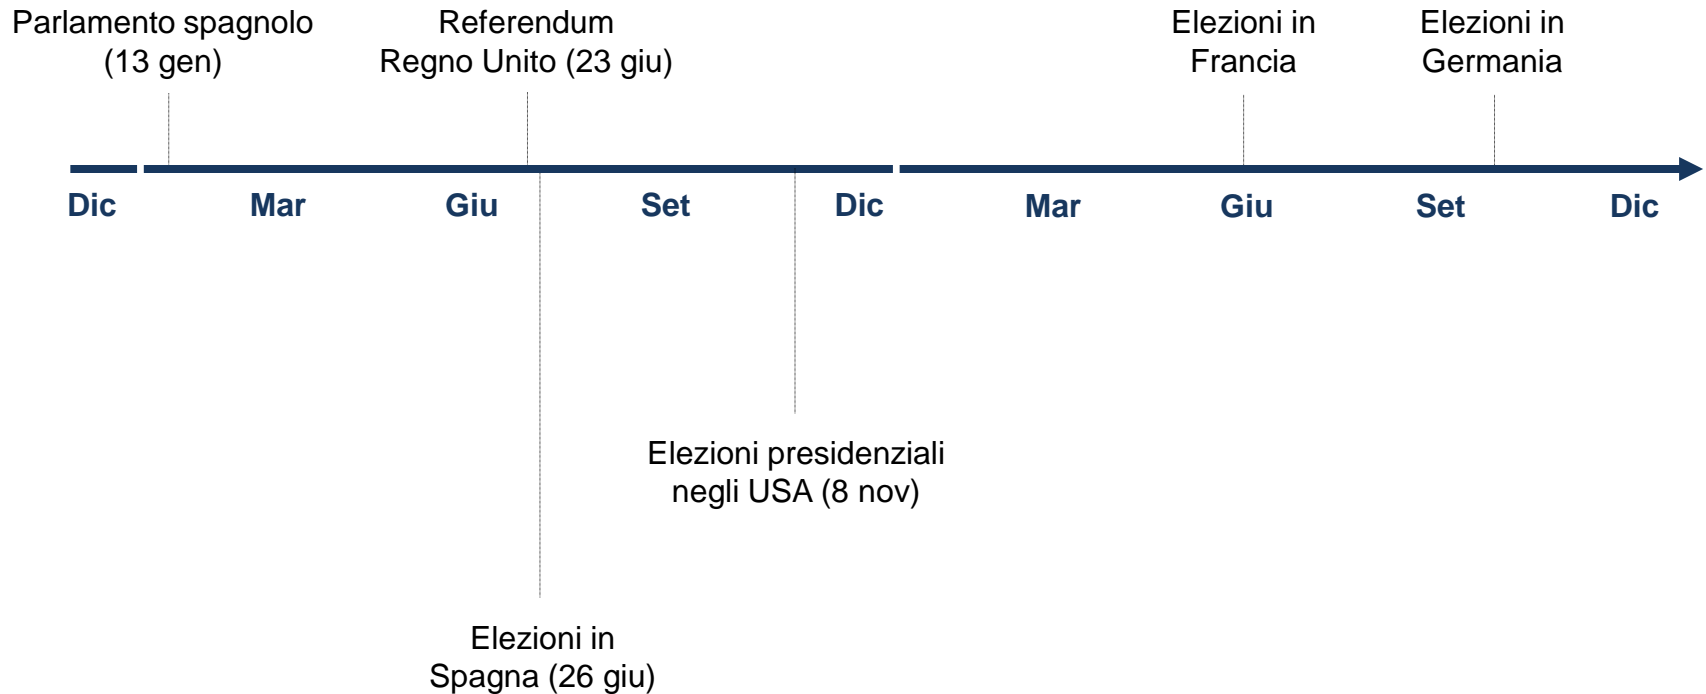 Parlamento spagnolo
(13 gen)
Referendum
Regno Unito (23 giu)
Elezioni in
Francia
Elezioni in
Germania
Dic
Mar
Giu
Set
Dic
Mar
Giu
Set
Dic
Elezioni presidenziali
negli USA (8 nov)
Elezioni in
Spagna (26 giu)